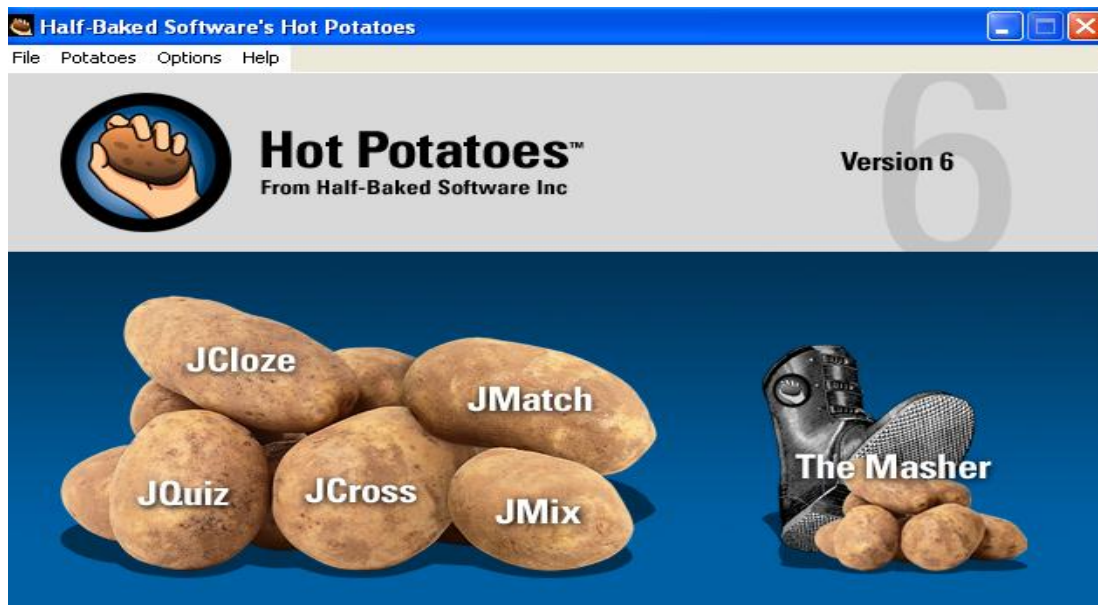 Half-Baked Software's Hot Potatoes
File Potatoes Options Help
Hot Potatoes™
From Half-Baked Software Inc
6
Version 6
JCloze
JMatch
JQuiz
JCross
JMix
The Masher